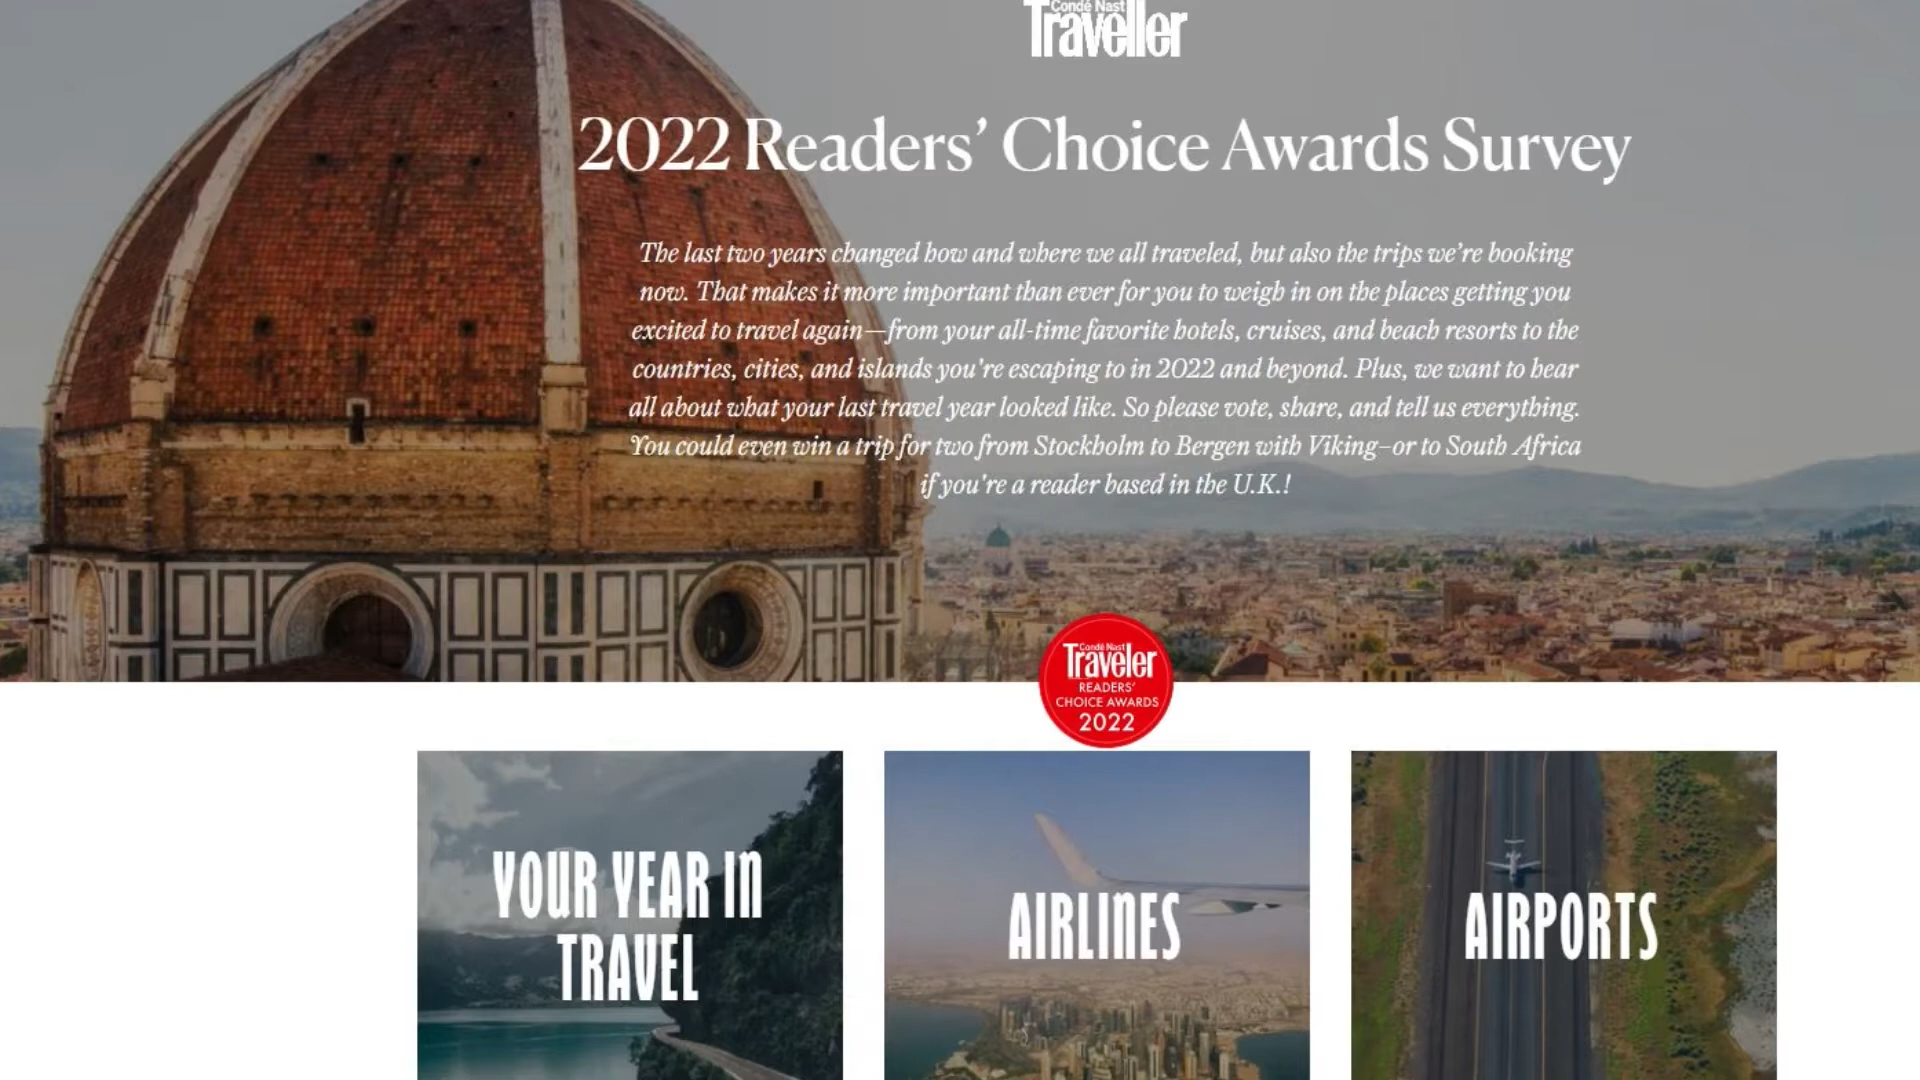 Condé Nast
Traveller
2022 Readers’ Choice Awards Survey
The last two years changed how and where we all traveled, but also the trips we’re booking
now. That makes it more important than ever for you to weigh in on the places getting you
excited to travel again—from your all-time favorite hotels, cruises, and beach resorts to the
countries, cities, and islands you’re escaping to in 2022 and beyond. Plus, we want to hear
all about what your last travel year looked like. So please vote, share, and tell us everything.
You could even win a trip for two from Stockholm to Bergen with Viking–or to South Africa
if you're a reader based in the U.K.!
Condé Nast
Traveler
READERS’
CHOICE AWARDS
2022
YOUR YEAR IN
TRAVEL
AIRLINES
AIRPORTS